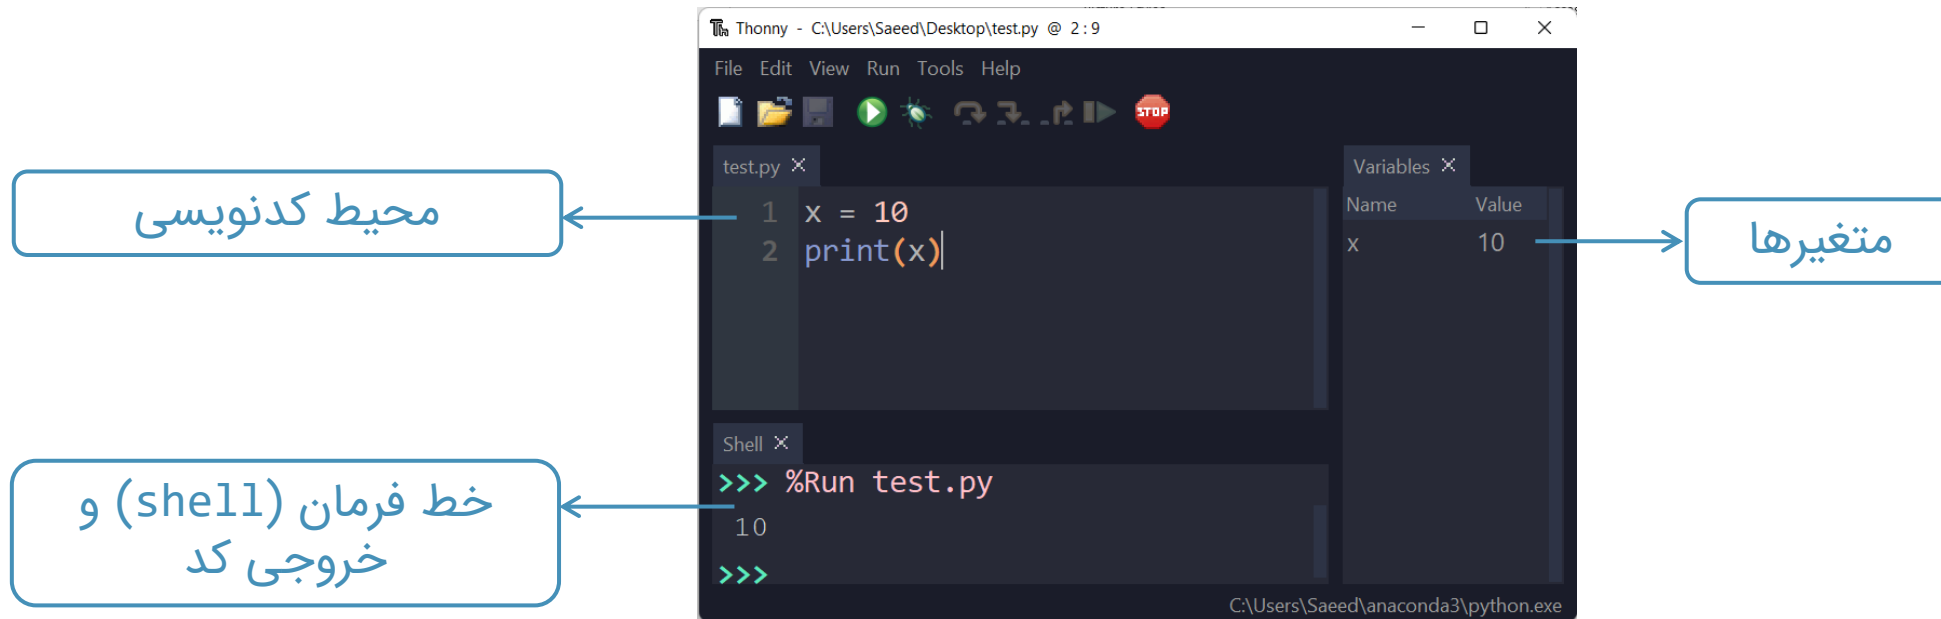 Thonny - C:\Users\Saeed\Desktop\test.py @ 2 : 9
File Edit View Run Tools Help
STOP
test.py
Variables
1 x = 10
2 print(x)
Name Value
x 10
محیط کدنویسی
متغیرها
Shell
>>> %Run test.py
10
>>>
خط فرمان (shell) و
خروجی کد
C:\Users\Saeed\anaconda3\python.exe